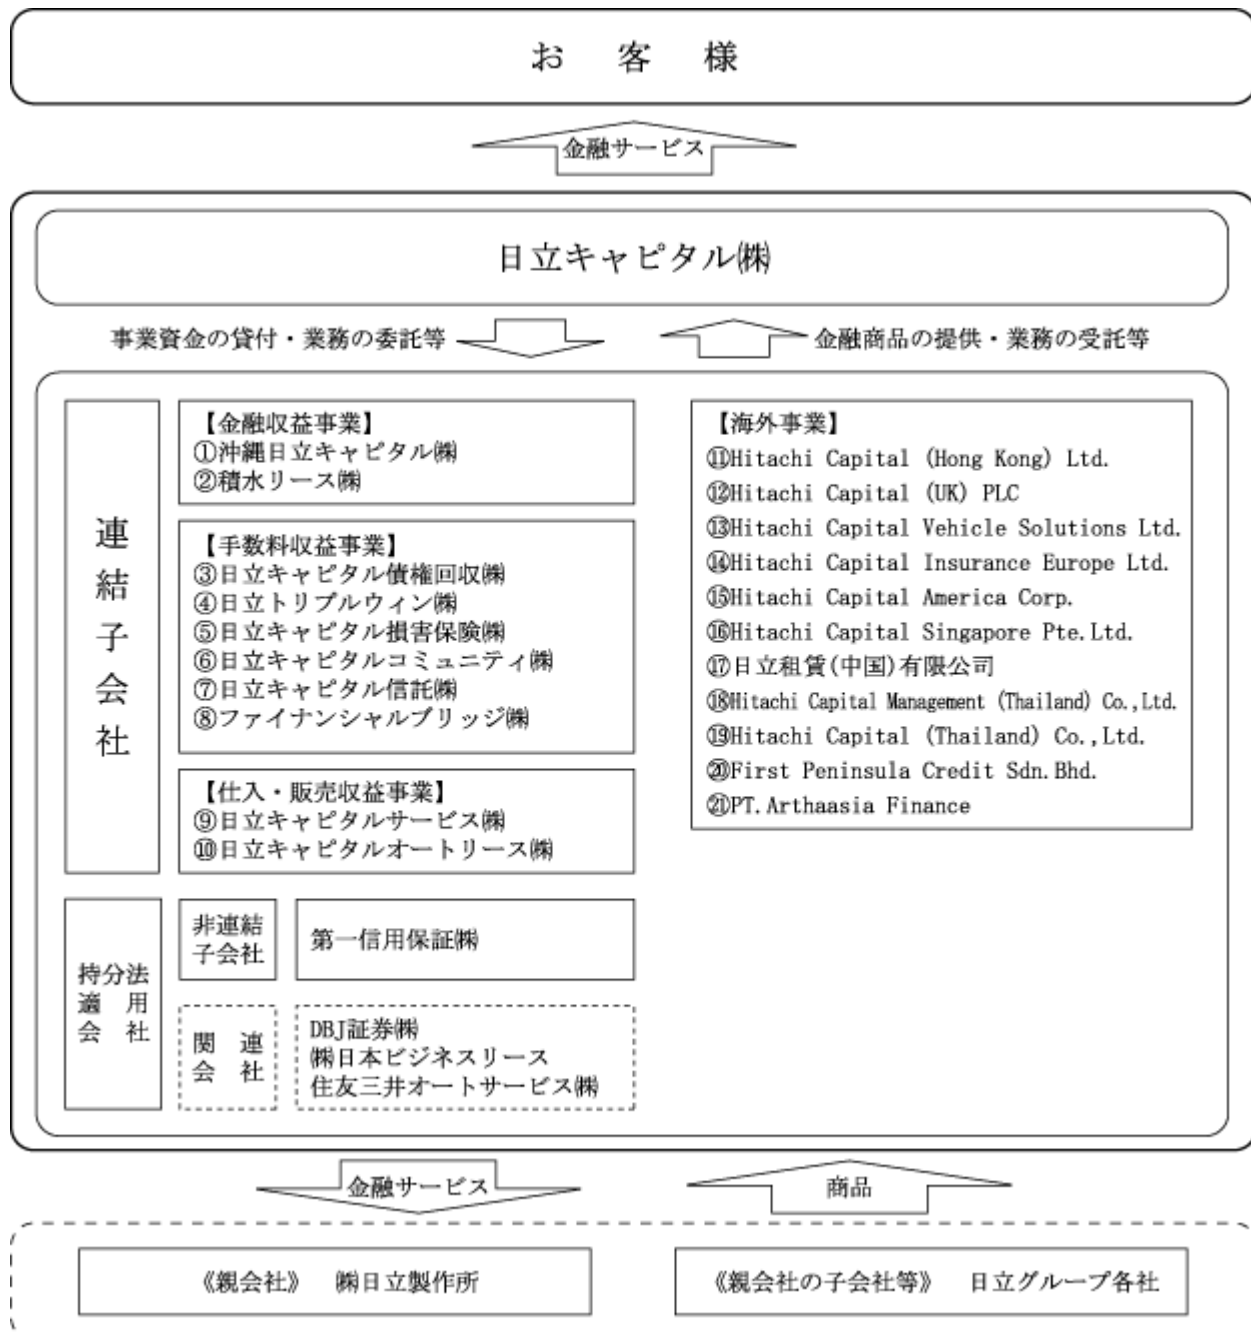 お客様
金融サービス
日立キャピタル㈱
事業資金の貸付・業務の委託等
金融商品の提供・業務の受託等
連結子会社
【金融収益事業】
①沖縄日立キャピタル㈱
②積水リース㈱
【手数料収益事業】
③日立キャピタル債権回収㈱
④日立トリプルウィン㈱
⑤日立キャピタル損害保険㈱
⑥日立キャピタルコミュニティ㈱
⑦日立キャピタル信託㈱
⑧ファイナンシャルブリッジ㈱
【仕入・販売収益事業】
⑨日立キャピタルサービス㈱
⑩日立キャピタルオートリース㈱
【海外事業】
⑪Hitachi Capital (Hong Kong) Ltd.
⑫Hitachi Capital (UK) PLC
⑬Hitachi Capital Vehicle Solutions Ltd.
⑭Hitachi Capital Insurance Europe Ltd.
⑮Hitachi Capital America Corp.
⑯Hitachi Capital Singapore Pte.Ltd.
⑰日立租賃(中国)有限公司
⑱Hitachi Capital Management (Thailand) Co.,Ltd.
⑲Hitachi Capital (Thailand) Co.,Ltd.
⑳First Peninsula Credit Sdn.Bhd.
㉑PT.Arthaasia Finance
持分法
適用
会社
非連結
子会社
第一信用保証㈱
関連
会社
DBJ証券㈱
㈱日本ビジネスリース
住友三井オートサービス㈱
金融サービス
商品
《親会社》 ㈱日立製作所
《親会社の子会社等》 日立グループ各社